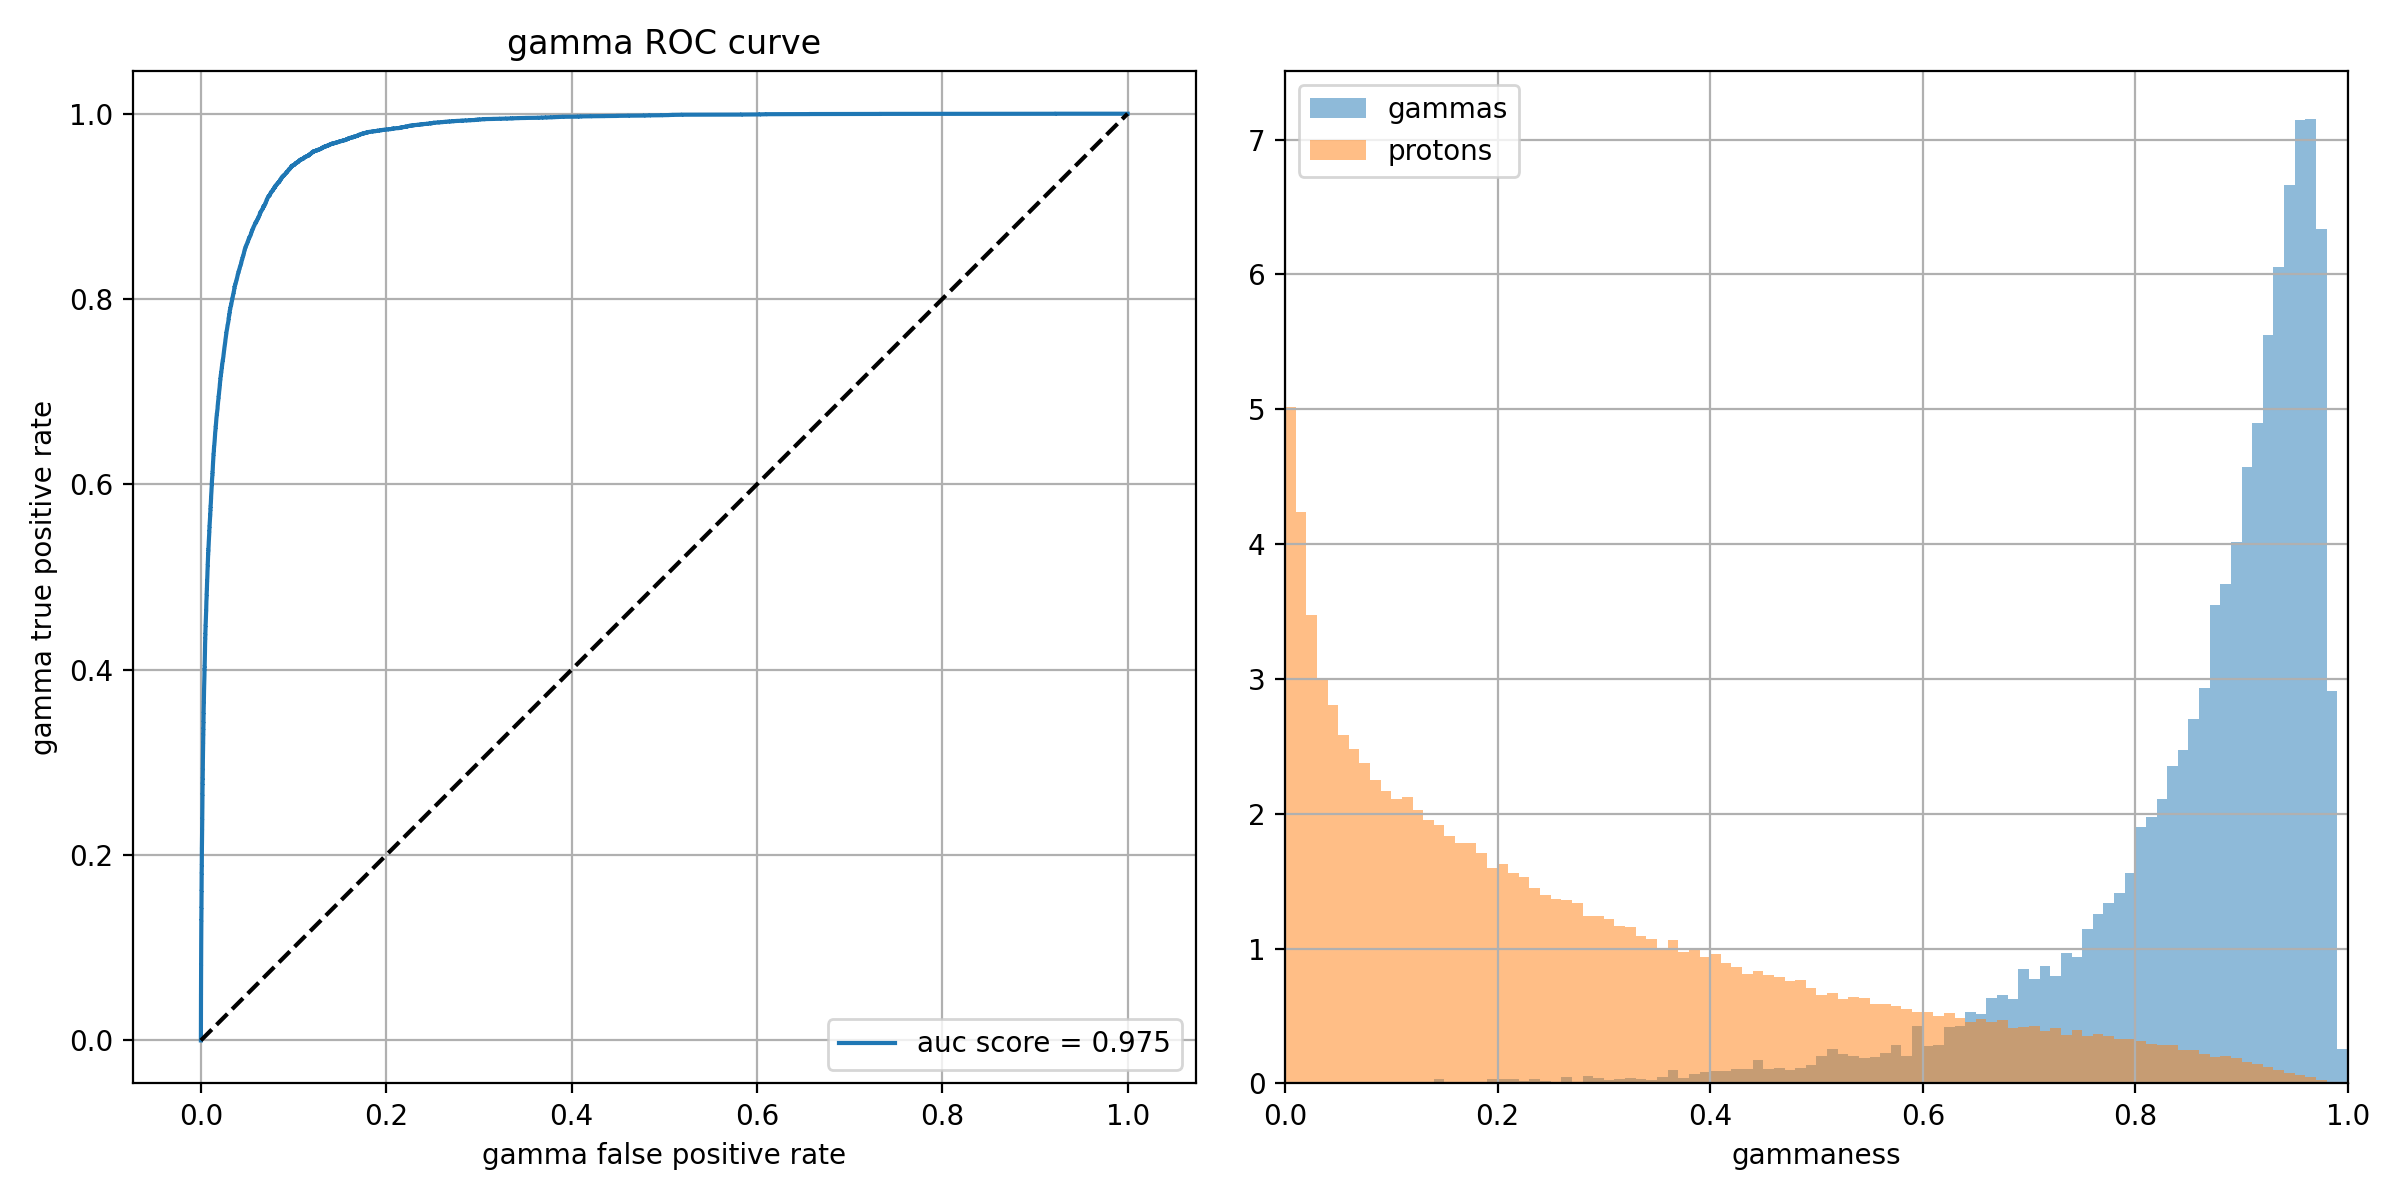 gamma ROC curve
1.0
0.8
0.6
0.4
0.2
0.0
gamma true positive rate
auc score = 0.975
0.0 0.2 0.4 0.6 0.8 1.0
gamma false positive rate
gammas
protons
7
6
5
4
3
2
1
0
0.0 0.2 0.4 0.6 0.8 1.0
gammaness